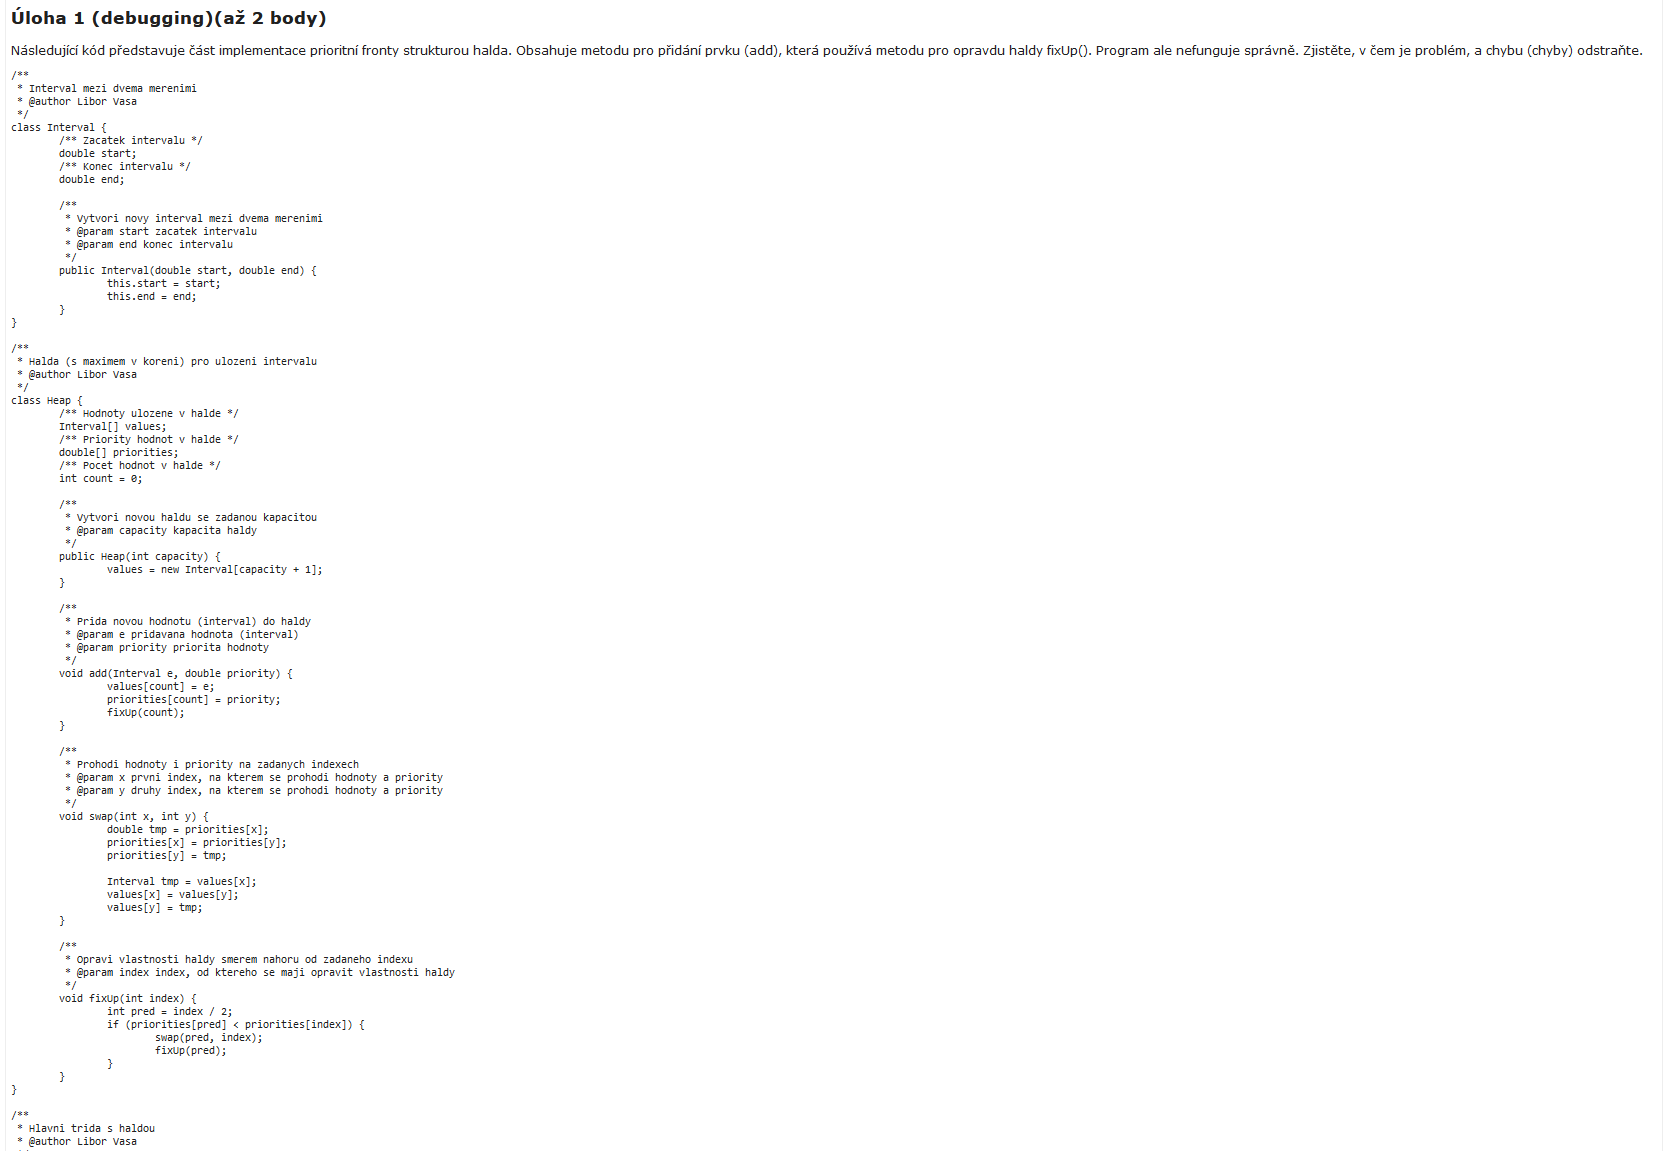 Úloha 1 (debugging)(až 2 body)
Následující kód představuje část implementace prioritní fronty strukturou halda. Obsahuje metodu pro přidání prvku (add), která používá metodu pro opravdu haldy fixUp(). Program ale nefunguje správně. Zjistěte, v čem je problém, a chybu (chyby) odstraňte.
/**
 * Interval mezi dvema merenimi
 * @author Libor Vasa
 */
class Interval {
	/** Zacatek intervalu */
	double start;
	/** Konec intervalu */
	double end;

	/**
	 * Vytvori novy interval mezi dvema merenimi
	 * @param start zacatek intervalu
	 * @param end konec intervalu
	 */
	public Interval(double start, double end) {
		this.start = start;
		this.end = end;
	}
}

/**
 * Halda (s maximem v koreni) pro ulozeni intervalu
 * @author Libor Vasa
 */
class Heap {
	/** Hodnoty ulozene v halde */
	Interval[] values;
	/** Priority hodnot v halde */
	double[] priorities;
	/** Pocet hodnot v halde */
	int count = 0;

	/**
	 * Vytvori novou haldu se zadanou kapacitou
	 * @param capacity kapacita haldy
	 */
	public Heap(int capacity) {
		values = new Interval[capacity + 1];
	}

	/**
	 * Prida novou hodnotu (interval) do haldy
	 * @param e pridavana hodnota (interval)
	 * @param priority priorita hodnoty
	 */
	void add(Interval e, double priority) {
		values[count] = e;
		priorities[count] = priority;
		fixUp(count);
	}

	/**
	 * Prohodi hodnoty i priority na zadanych indexech
	 * @param x prvni index, na kterem se prohodi hodnoty a priority
	 * @param y druhy index, na kterem se prohodi hodnoty a priority
	 */
	void swap(int x, int y) {
		double tmp = priorities[x];
		priorities[x] = priorities[y];
		priorities[y] = tmp;

		Interval tmp = values[x];
		values[x] = values[y];
		values[y] = tmp;
	}

	/**
	 * Opravi vlastnosti haldy smerem nahoru od zadaneho indexu
	 * @param index index, od ktereho se maji opravit vlastnosti haldy
	 */
	void fixUp(int index) {
		int pred = index / 2;
		if (priorities[pred] < priorities[index]) {
			swap(pred, index);
			fixUp(pred);
		}
	}
}

/**
 * Hlavni trida s haldou
 * @author Libor Vasa